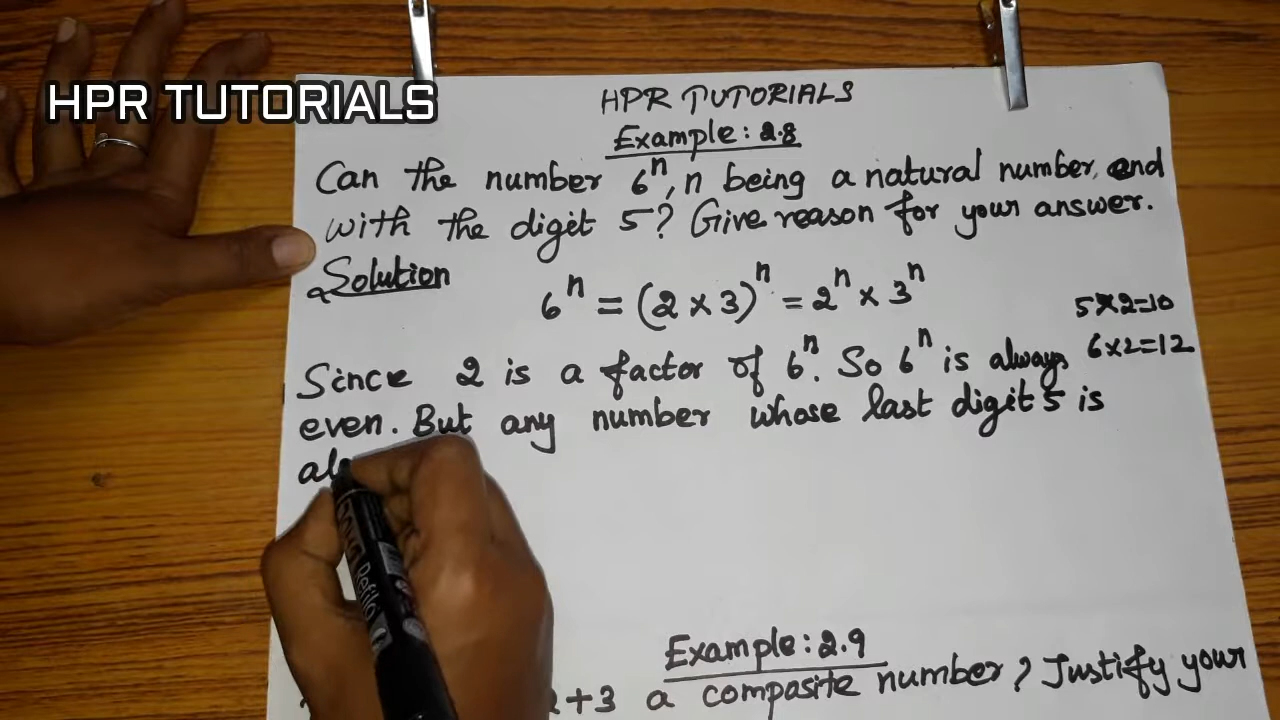 HPR TUTORIALS
HPR TUTORIALS
Example: 2.8
Can the number 6ⁿ, n being a natural number, end
with the digit 5? Give reason for your answer.
Solution
6ⁿ = (2 × 3)ⁿ = 2ⁿ × 3ⁿ
5×2=10
6×2=12
Since 2 is a factor of 6ⁿ. So 6ⁿ is always
even. But any number whose last digit 5 is
al
Example: 2.9
+3 a composite number? Justify your